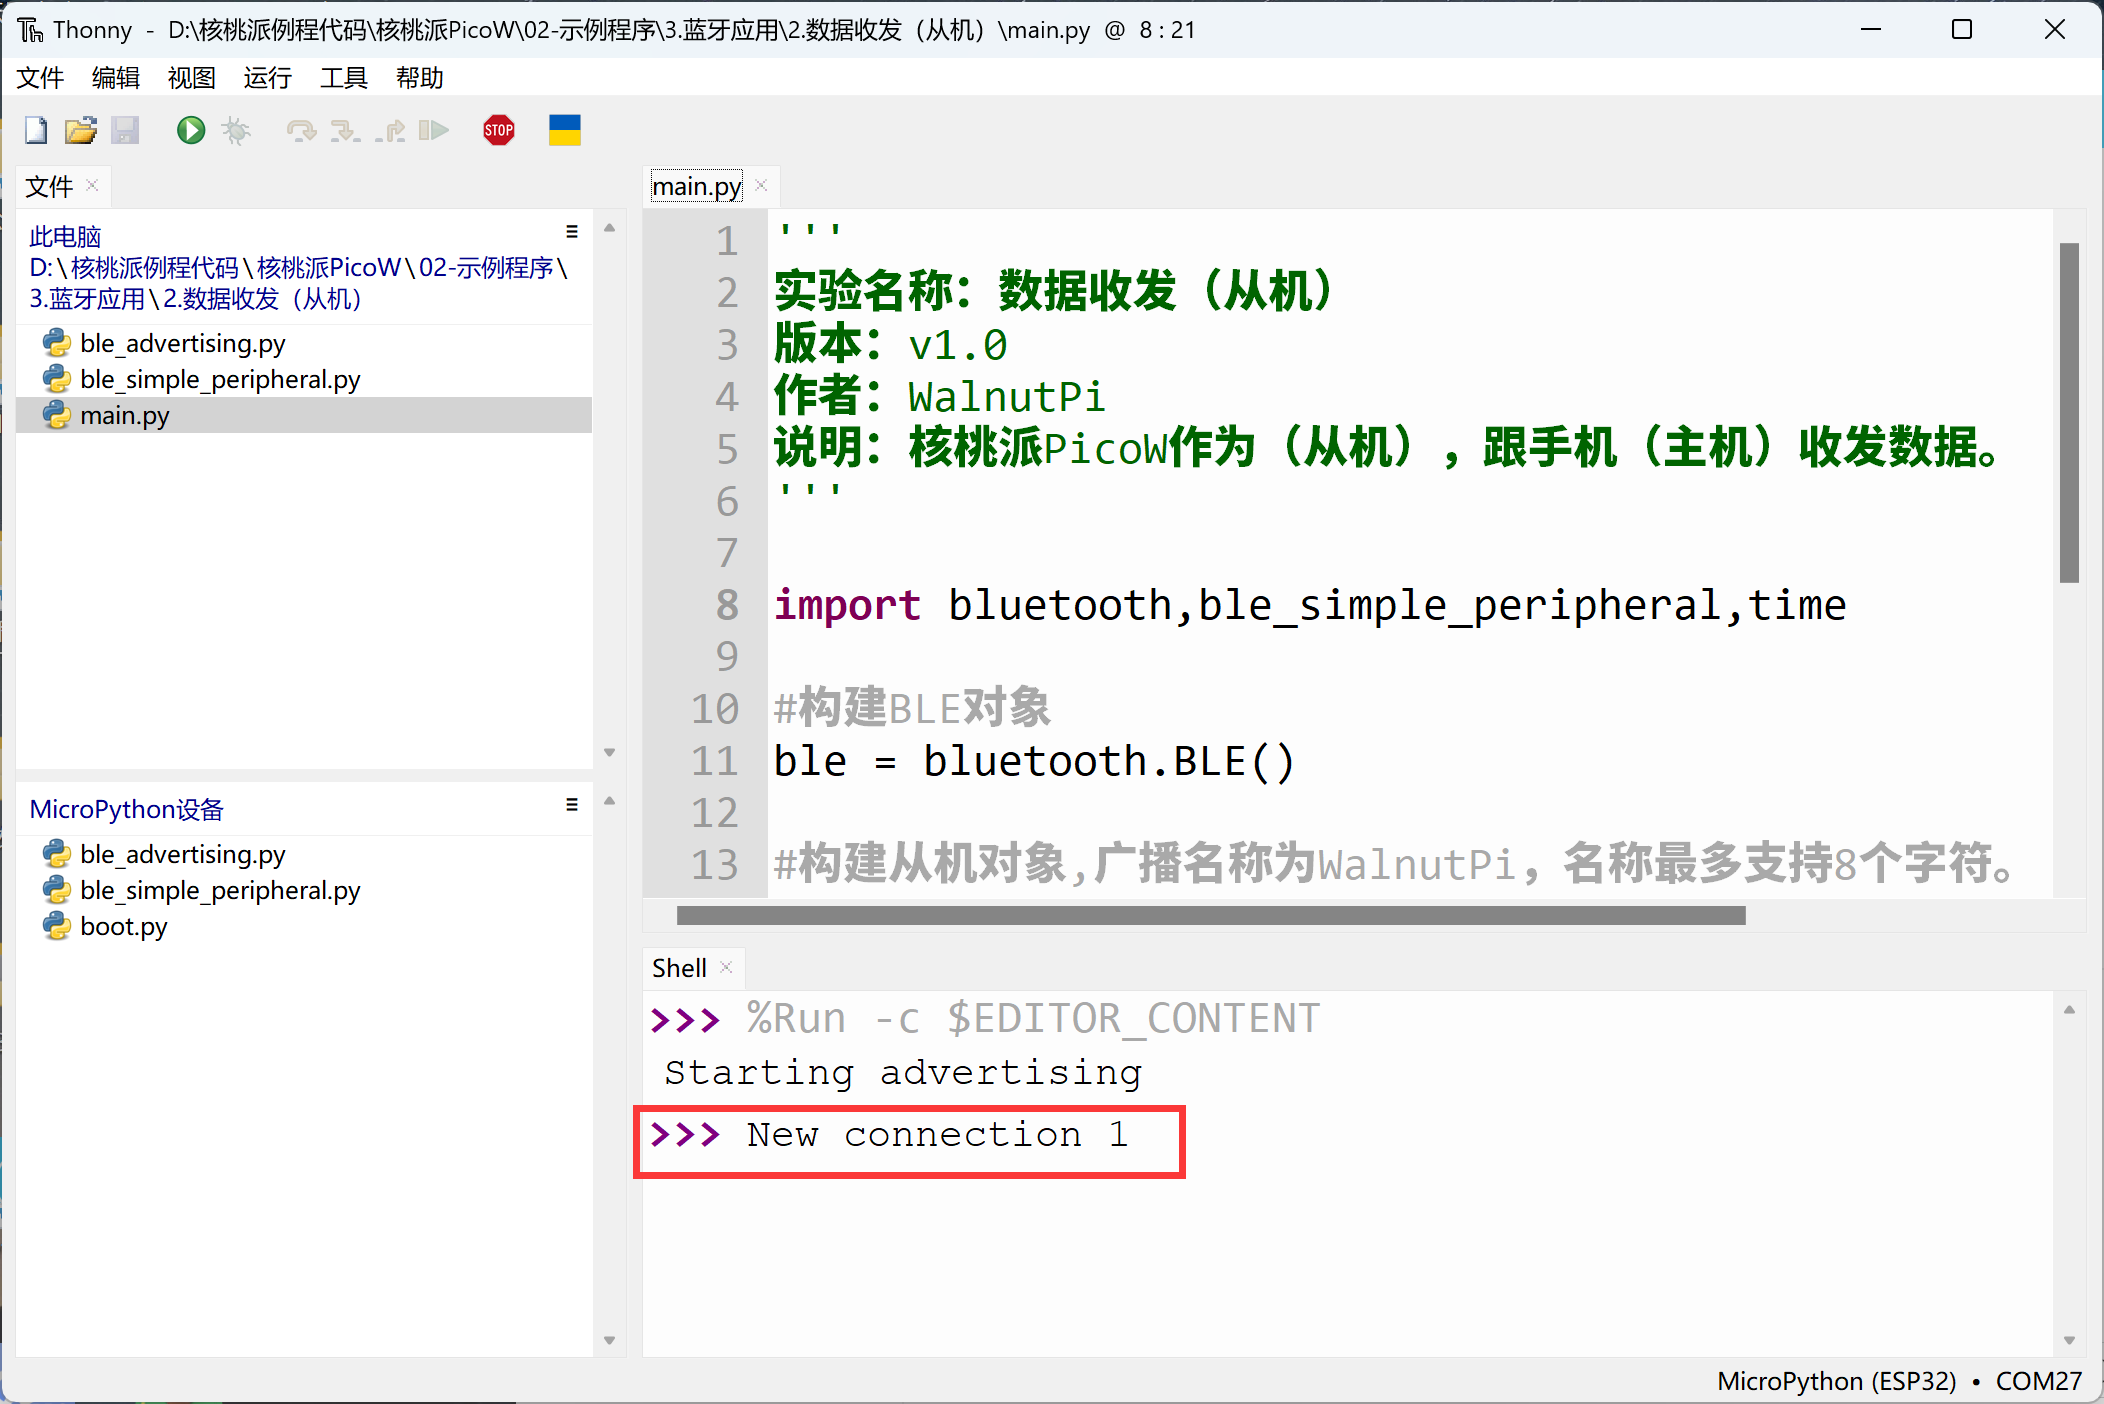 Thonny - D:\核桃派例程代码\核桃派PicoW\02-示例程序\3.蓝牙应用\2.数据收发（从机）\main.py @ 8 : 21
文件 编辑 视图 运行 工具 帮助
STOP
文件
此电脑
D:\核桃派例程代码\核桃派PicoW\02-示例程序\
3.蓝牙应用\2.数据收发（从机）
ble_advertising.py
ble_simple_peripheral.py
main.py
MicroPython设备
ble_advertising.py
ble_simple_peripheral.py
boot.py
main.py
1 '''
2 实验名称：数据收发（从机）
3 版本：v1.0
4 作者：WalnutPi
5 说明：核桃派PicoW作为（从机），跟手机（主机）收发数据。
6 '''
7
8 import bluetooth,ble_simple_peripheral,time
9
10 #构建BLE对象
11 ble = bluetooth.BLE()
12
13 #构建从机对象,广播名称为WalnutPi，名称最多支持8个字符。
Shell
>>> %Run -c $EDITOR_CONTENT
Starting advertising
>>> New connection 1
MicroPython (ESP32) • COM27